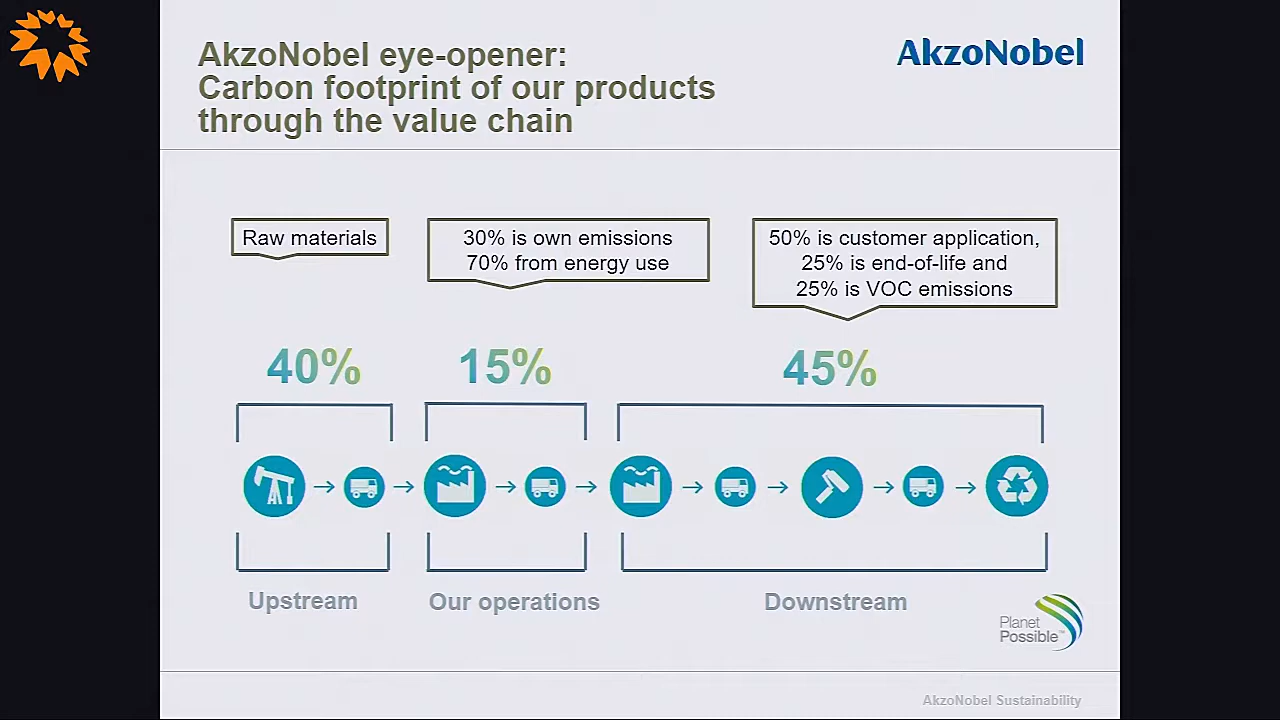 AkzoNobel eye-opener:
Carbon footprint of our products
through the value chain
AkzoNobel
Raw materials
30% is own emissions
70% from energy use
50% is customer application,
25% is end-of-life and
25% is VOC emissions
40%
15%
45%
Upstream
Our operations
Downstream
Planet
Possible™
AkzoNobel Sustainability